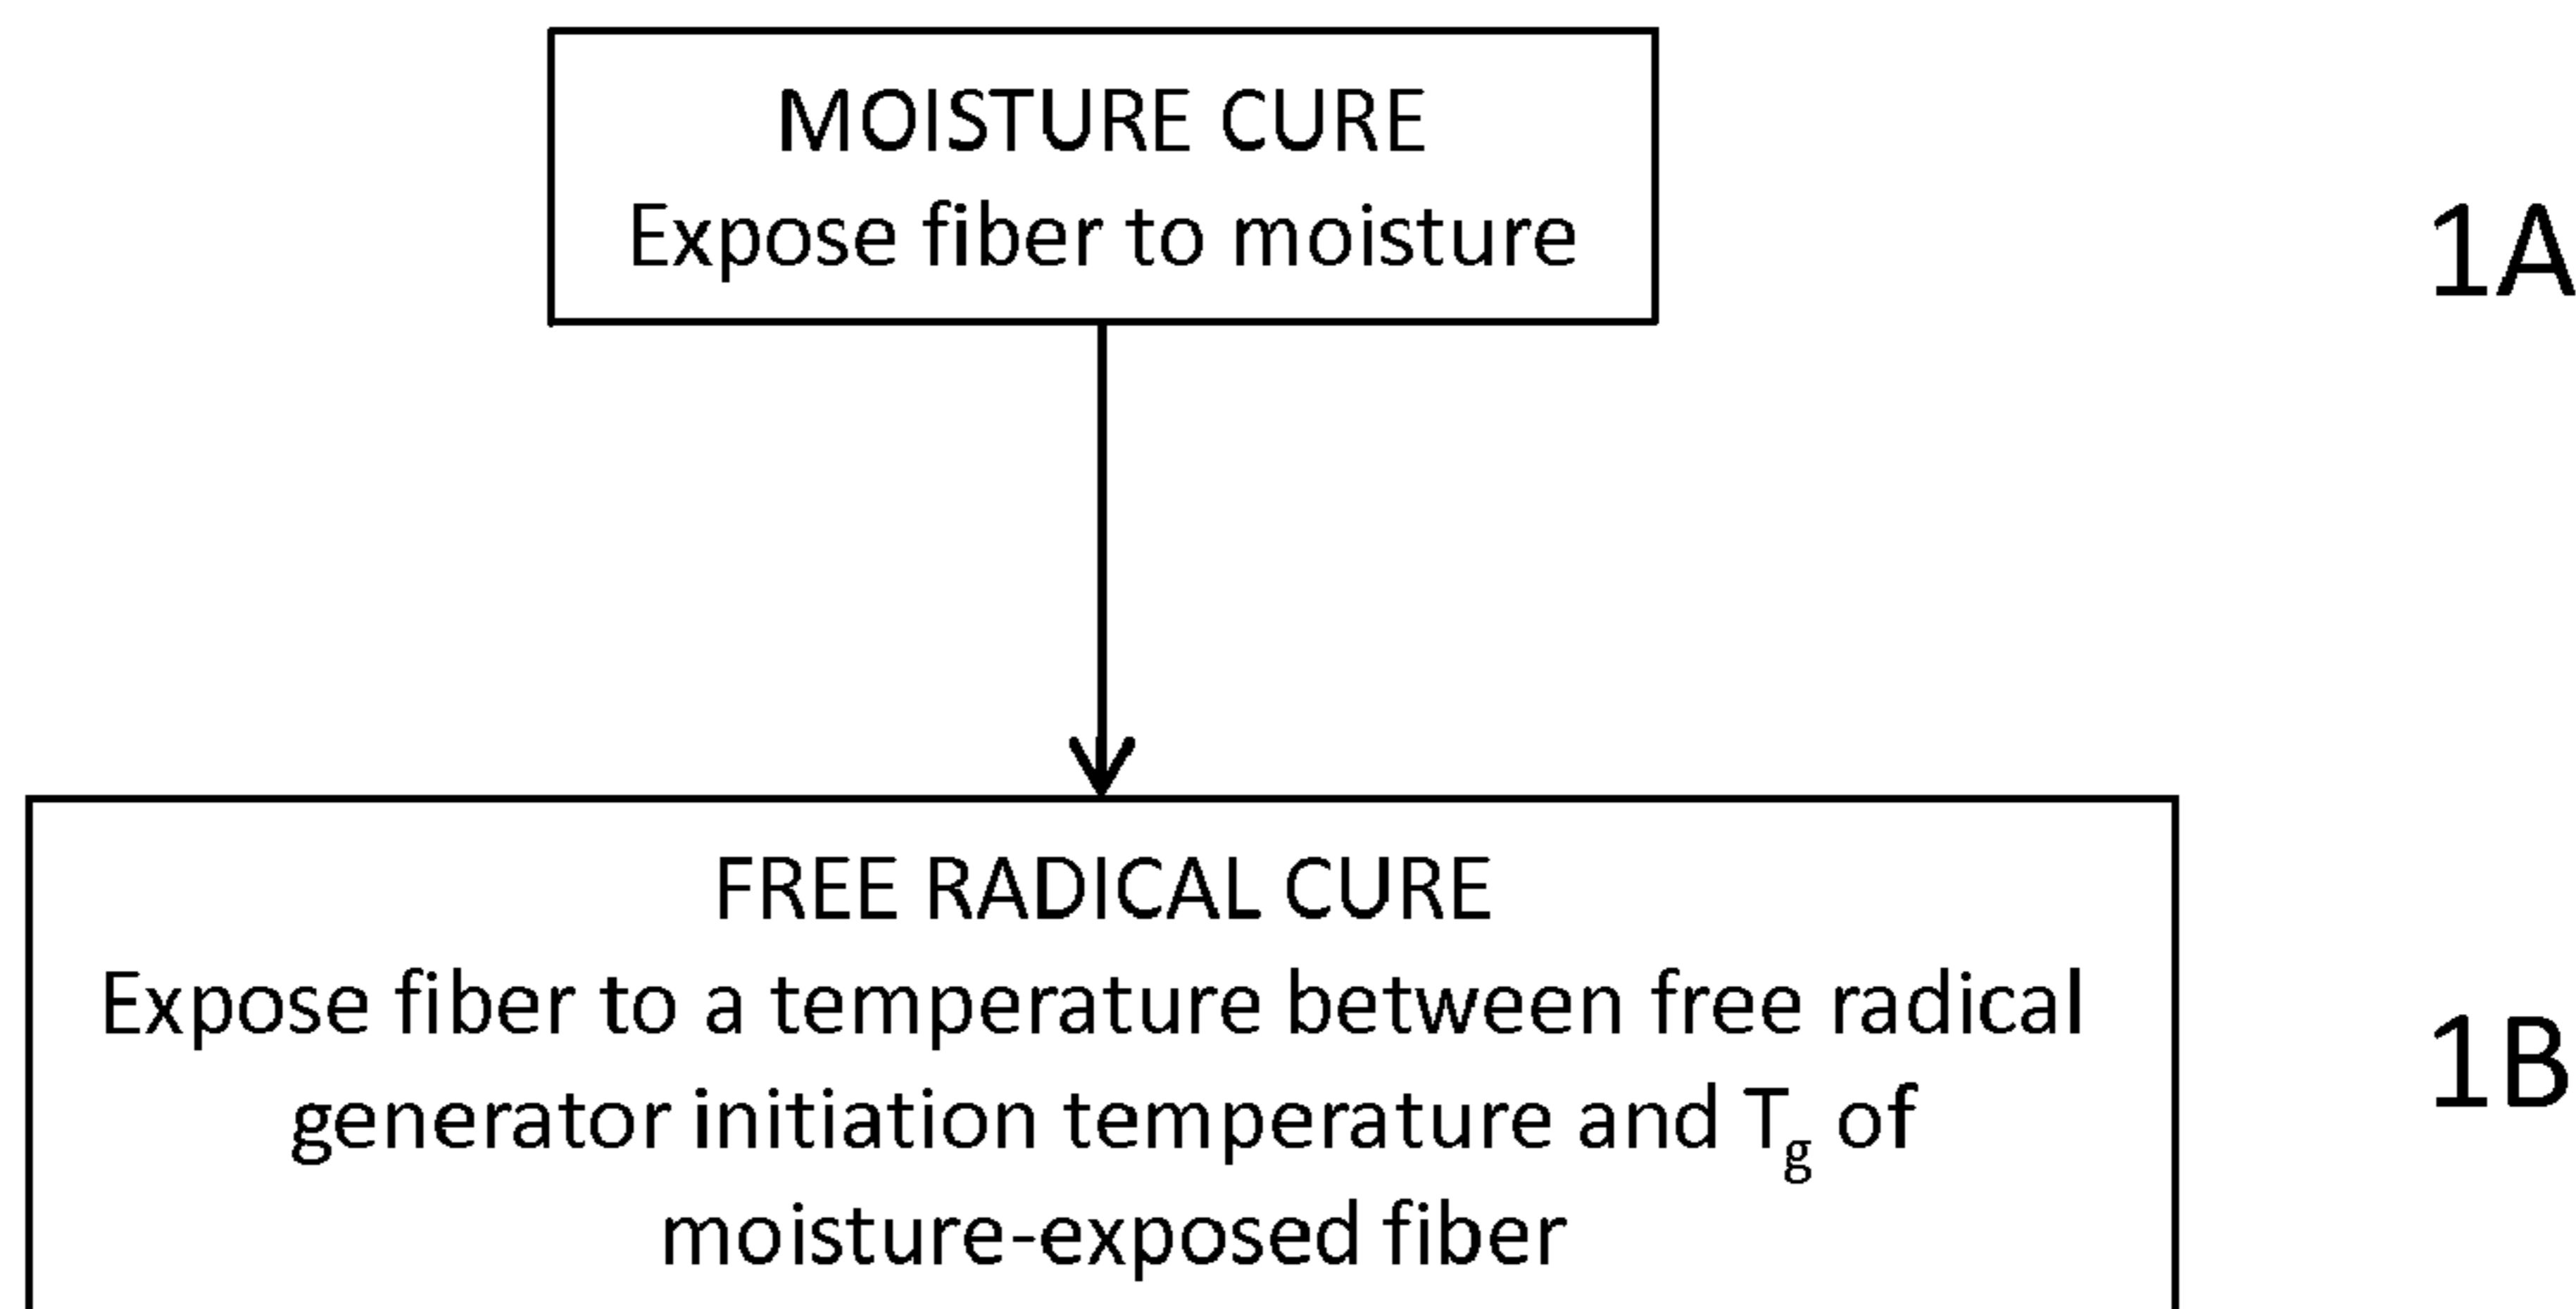 MOISTURE CURE
Expose fiber to moisture
1A
FREE RADICAL CURE
Expose fiber to a temperature between free radical
generator initiation temperature and Tg of
moisture-exposed fiber
1B